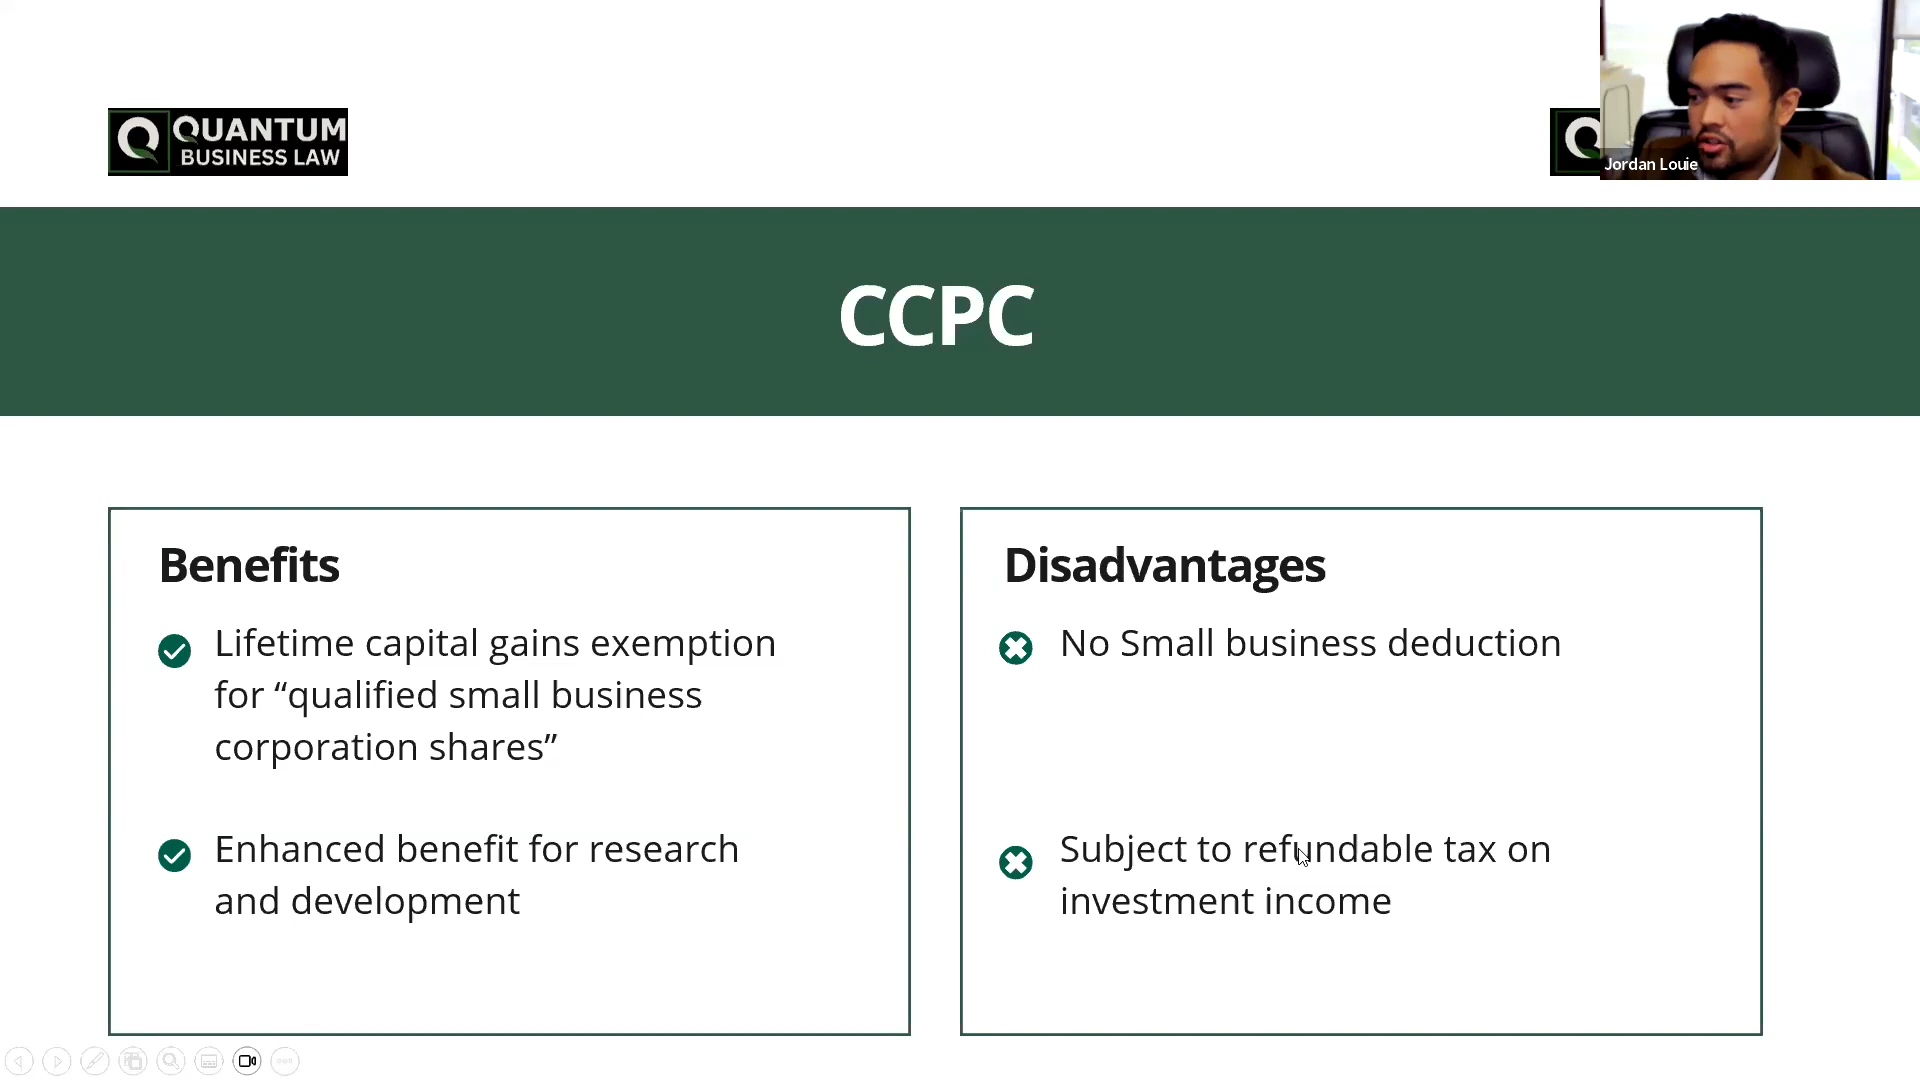 QUANTUM
BUSINESS LAW
Q
Jordan Louie
CCPC
Benefits
Lifetime capital gains exemption
for “qualified small business
corporation shares”
Enhanced benefit for research
and development
Disadvantages
No Small business deduction
Subject to refundable tax on
investment income